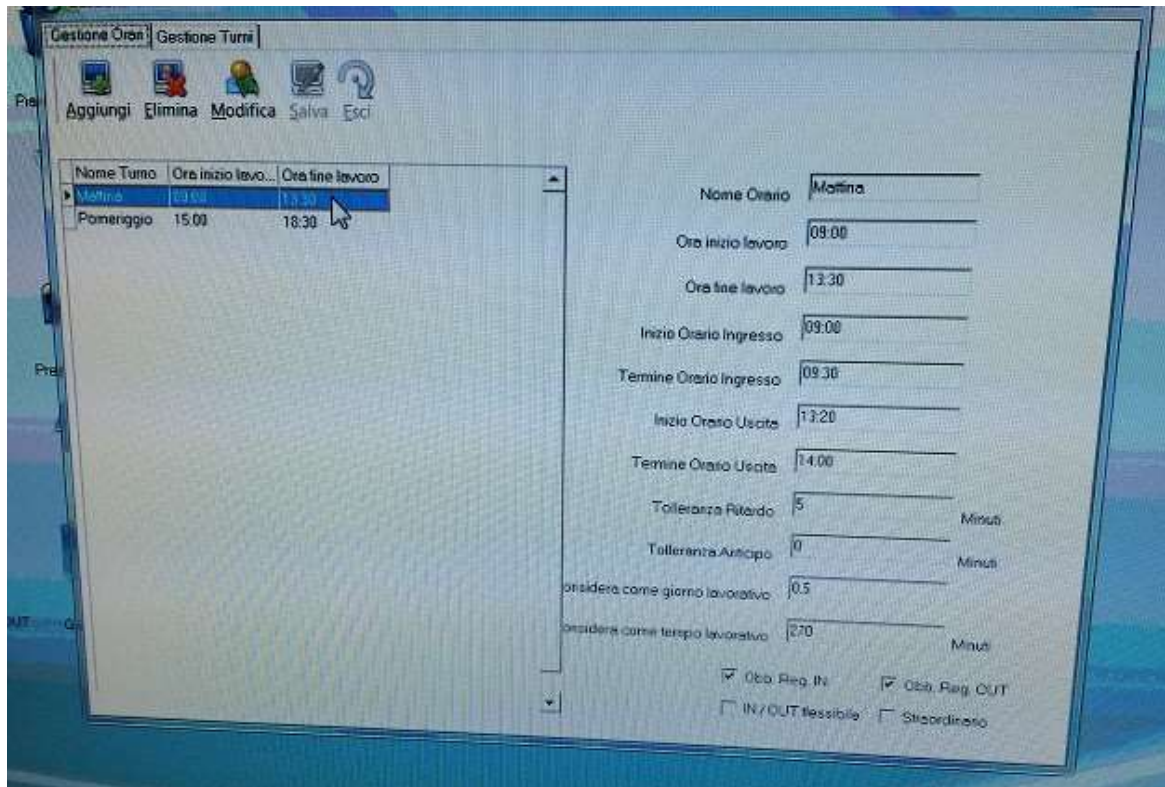 Gestione Orari Gestione Turni
Aggiungi Elimina Modifica Salva Esci
Nome Turno Ora inizio lavo... Ora fine lavoro
Mattina 09:00 13:30
Pomeriggio 15:00 18:30
Nome Orario Mattina
Ora inizio lavoro 09:00
Ora fine lavoro 13:30
Inizio Orario Ingresso 09:00
Termine Orario Ingresso 09:30
Inizio Orario Uscita 13:20
Termine Orario Uscita 14:00
Tolleranza Ritardo 5 Minuti
Tolleranza Anticipo 0 Minuti
onsidera come giorno lavorativo 0.5
onsidera come tempo lavorativo 270 Minuti
Obb. Reg. IN Obb. Reg. OUT
IN / OUT flessibile Straordinario